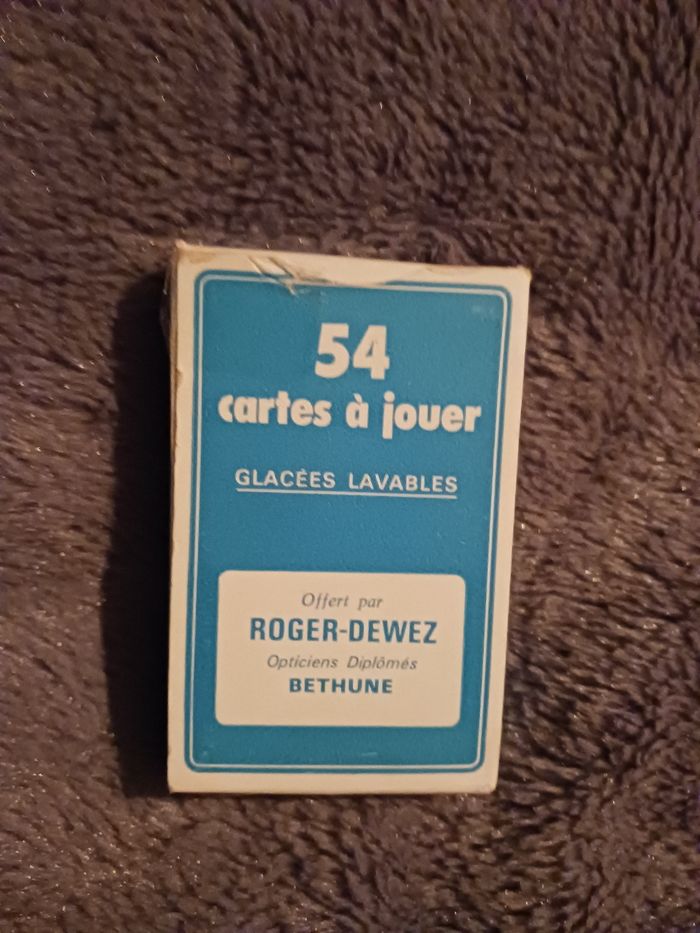 54
cartes à jouer
GLACÉES LAVABLES
Offert par
ROGER-DEWEZ
Opticiens Diplômés
BETHUNE